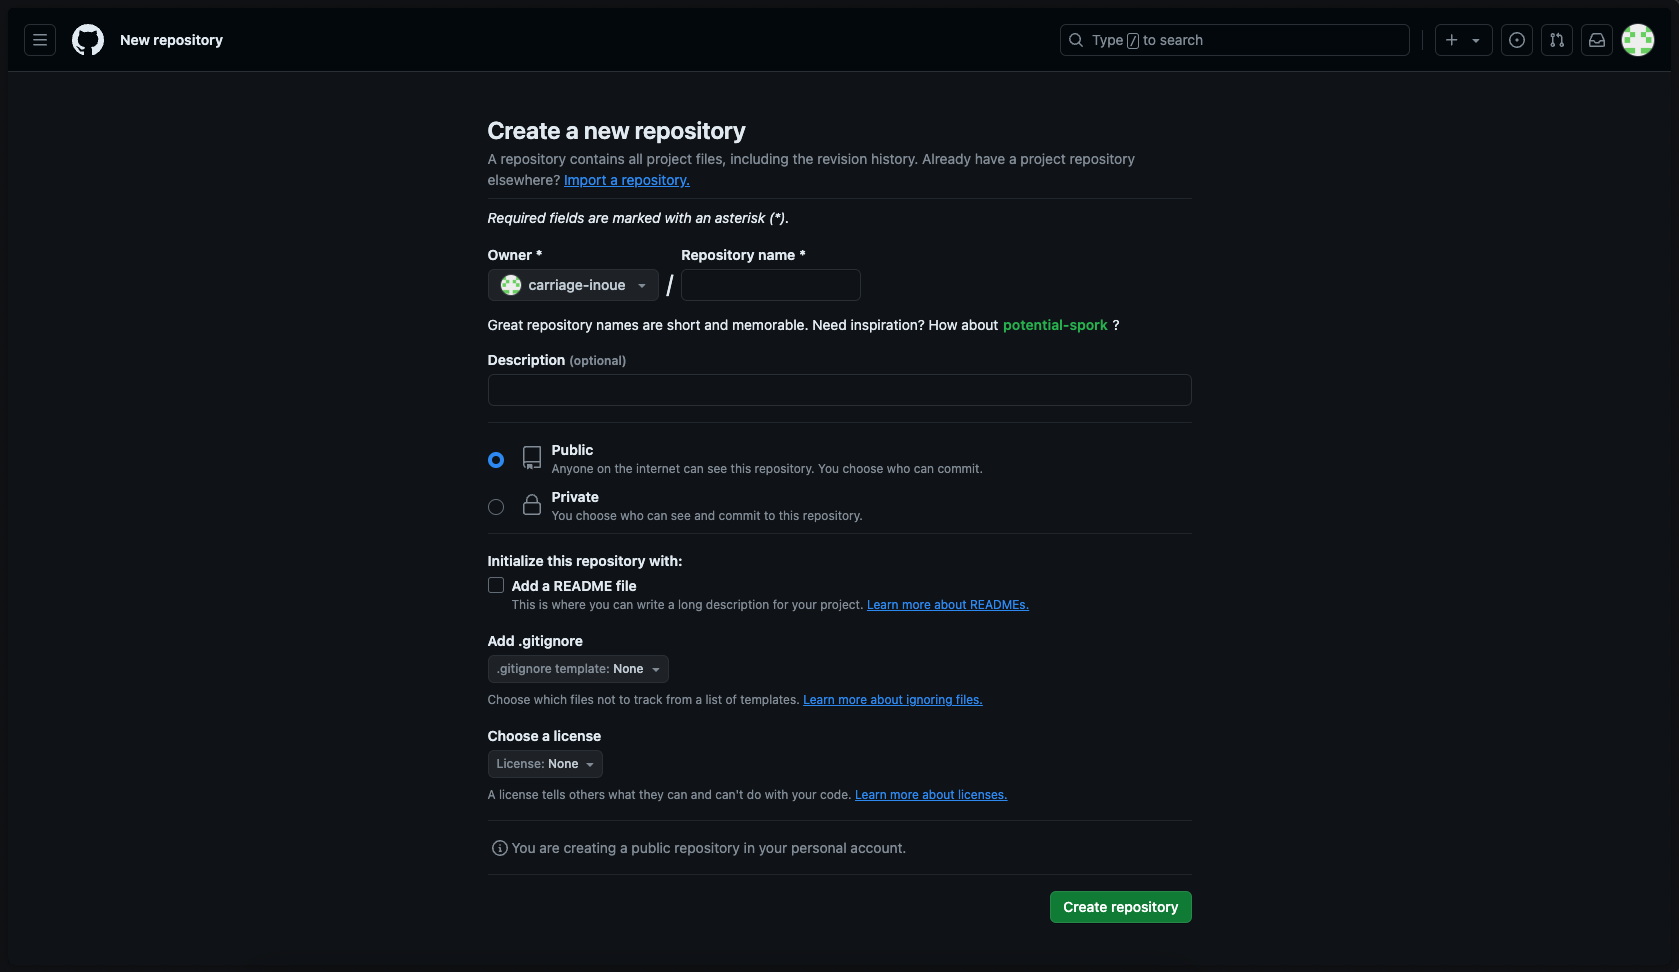 New repository
Type / to search
Create a new repository
A repository contains all project files, including the revision history. Already have a project repository
elsewhere? Import a repository.
Required fields are marked with an asterisk (*).
Owner * Repository name *
carriage-inoue /
Great repository names are short and memorable. Need inspiration? How about potential-spork ?
Description (optional)
Public
Anyone on the internet can see this repository. You choose who can commit.
Private
You choose who can see and commit to this repository.
Initialize this repository with:
Add a README file
This is where you can write a long description for your project. Learn more about READMEs.
Add .gitignore
.gitignore template: None
Choose which files not to track from a list of templates. Learn more about ignoring files.
Choose a license
License: None
A license tells others what they can and can't do with your code. Learn more about licenses.
You are creating a public repository in your personal account.
Create repository